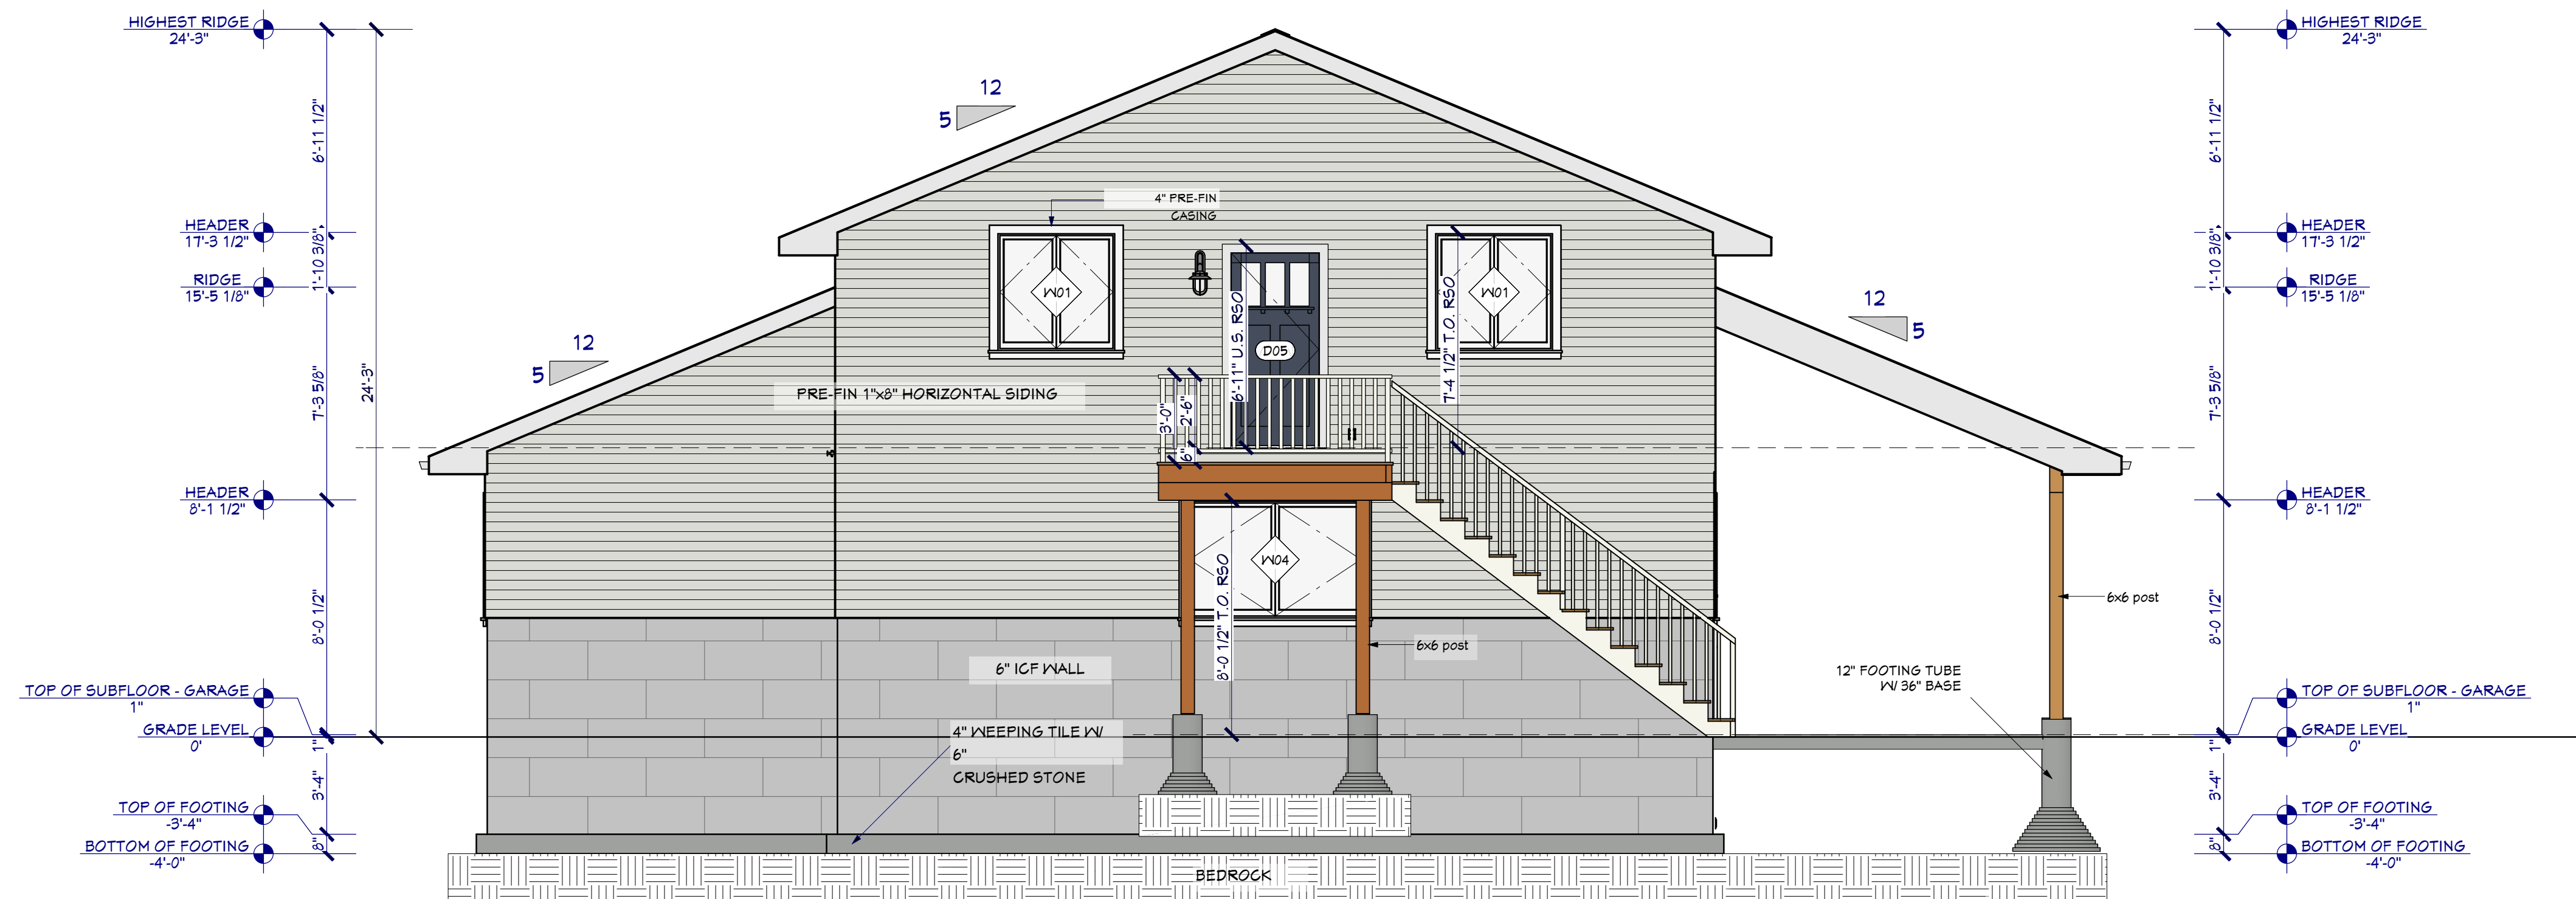 HIGHEST RIDGE
24'-3"
6'-11 1/2"
HEADER
17'-3 1/2"
1'-10 3/8"
RIDGE
15'-5 1/8"
7'-3 5/8"
24'-3"
HEADER
8'-1 1/2"
8'-0 1/2"
TOP OF SUBFLOOR - GARAGE
1"
GRADE LEVEL
0'
1"
3'-4"
TOP OF FOOTING
-3'-4"
8"
BOTTOM OF FOOTING
-4'-0"
12
5
12
5
4" PRE-FIN
CASING
W01
W01
D05
6'-11" U.S. RSO
7'-4 1/2" T.O. RSO
PRE-FIN 1"x8" HORIZONTAL SIDING
3'-0"
2'-6"
6"
W04
8'-0 1/2" T.O. RSO
6x6 post
6" ICF WALL
4" WEEPING TILE W/
6"
CRUSHED STONE
BEDROCK
12
5
6x6 post
12" FOOTING TUBE
W/ 36" BASE
HIGHEST RIDGE
24'-3"
6'-11 1/2"
HEADER
17'-3 1/2"
1'-10 3/8"
RIDGE
15'-5 1/8"
7'-3 5/8"
HEADER
8'-1 1/2"
8'-0 1/2"
TOP OF SUBFLOOR - GARAGE
1"
GRADE LEVEL
0'
1"
3'-4"
TOP OF FOOTING
-3'-4"
8"
BOTTOM OF FOOTING
-4'-0"